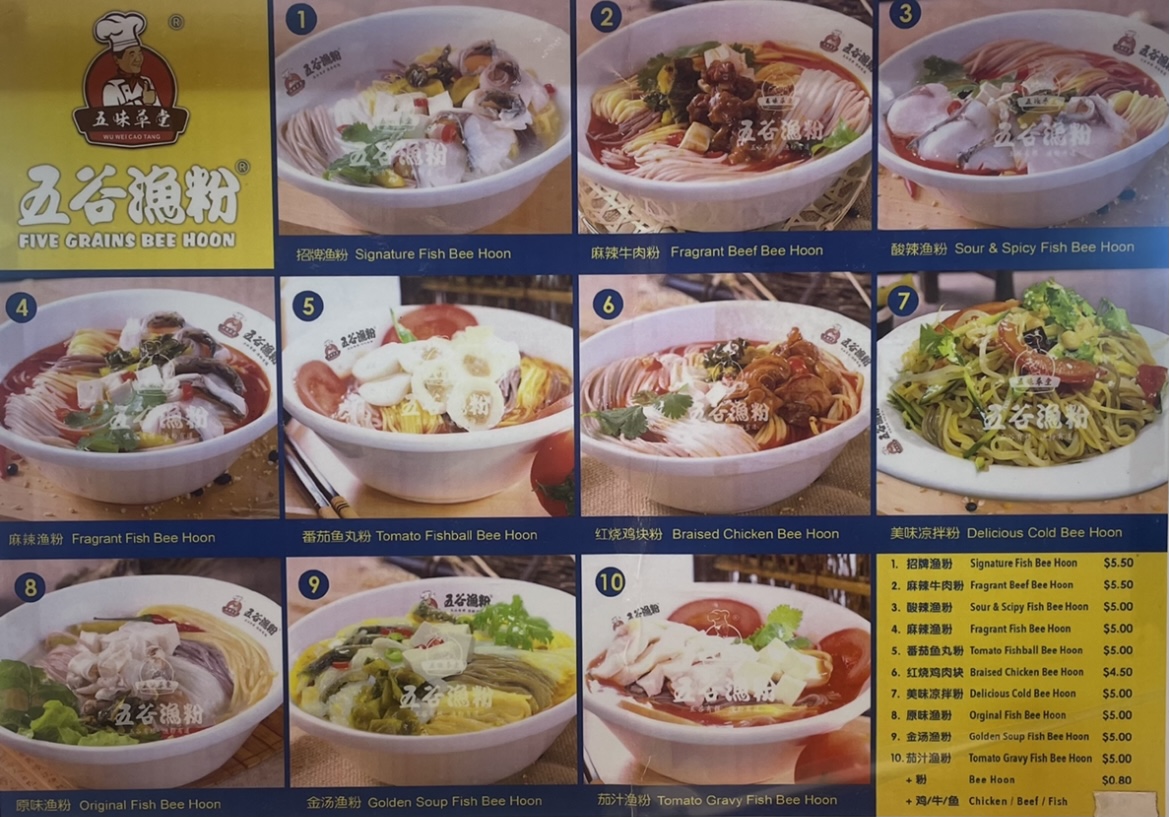 五味草堂
WU WEI CAO TANG
五谷渔粉
FIVE GRAINS BEE HOON
1
招牌渔粉 Signature Fish Bee Hoon
2
麻辣牛肉粉 Fragrant Beef Bee Hoon
3
酸辣渔粉 Sour & Spicy Fish Bee Hoon
4
麻辣渔粉 Fragrant Fish Bee Hoon
5
番茄鱼丸粉 Tomato Fishball Bee Hoon
6
红烧鸡块粉 Braised Chicken Bee Hoon
7
美味凉拌粉 Delicious Cold Bee Hoon
8
原味渔粉 Original Fish Bee Hoon
9
金汤渔粉 Golden Soup Fish Bee Hoon
10
茄汁渔粉 Tomato Gravy Fish Bee Hoon
1. 招牌渔粉 Signature Fish Bee Hoon $5.50
2. 麻辣牛肉粉 Fragrant Beef Bee Hoon $5.50
3. 酸辣渔粉 Sour & Scipy Fish Bee Hoon $5.00
4. 麻辣渔粉 Fragrant Fish Bee Hoon $5.00
5. 番茄鱼丸粉 Tomato Fishball Bee Hoon $5.00
6. 红烧鸡肉块 Braised Chicken Bee Hoon $4.50
7. 美味凉拌粉 Delicious Cold Bee Hoon $5.00
8. 原味渔粉 Orginal Fish Bee Hoon $5.00
9. 金汤渔粉 Golden Soup Fish Bee Hoon $5.00
10. 茄汁渔粉 Tomato Gravy Fish Bee Hoon $5.00
+ 粉 Bee Hoon $0.80
+ 鸡/牛/鱼 Chicken / Beef / Fish